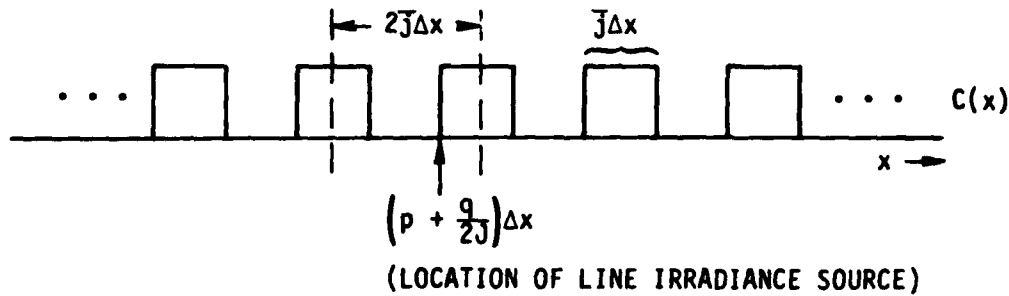 2j̅Δx
j̅Δx
. . .
. . .
C(x)
x →
(p + q/2J)Δx
(LOCATION OF LINE IRRADIANCE SOURCE)